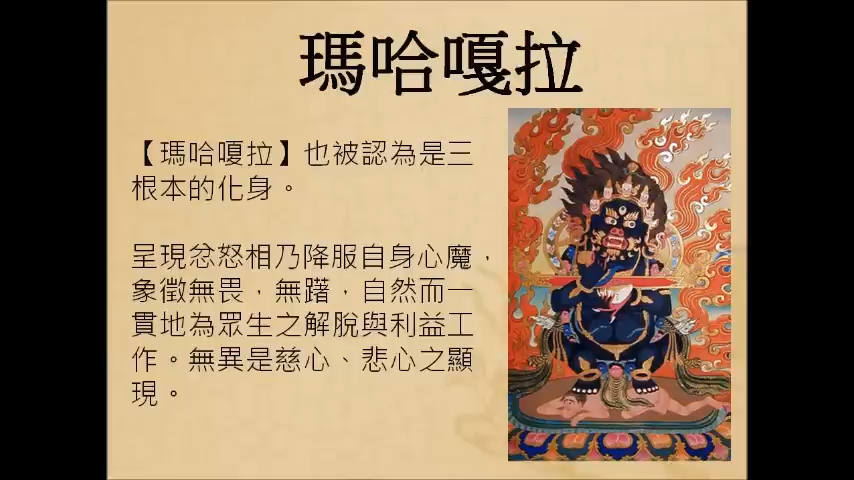 瑪哈嘎拉
【瑪哈嘎拉】也被認為是三
根本的化身。
呈現忿怒相乃降服自身心魔，
象徵無畏，無躇，自然而一
貫地為眾生之解脫與利益工
作。無異是慈心、悲心之顯
現。